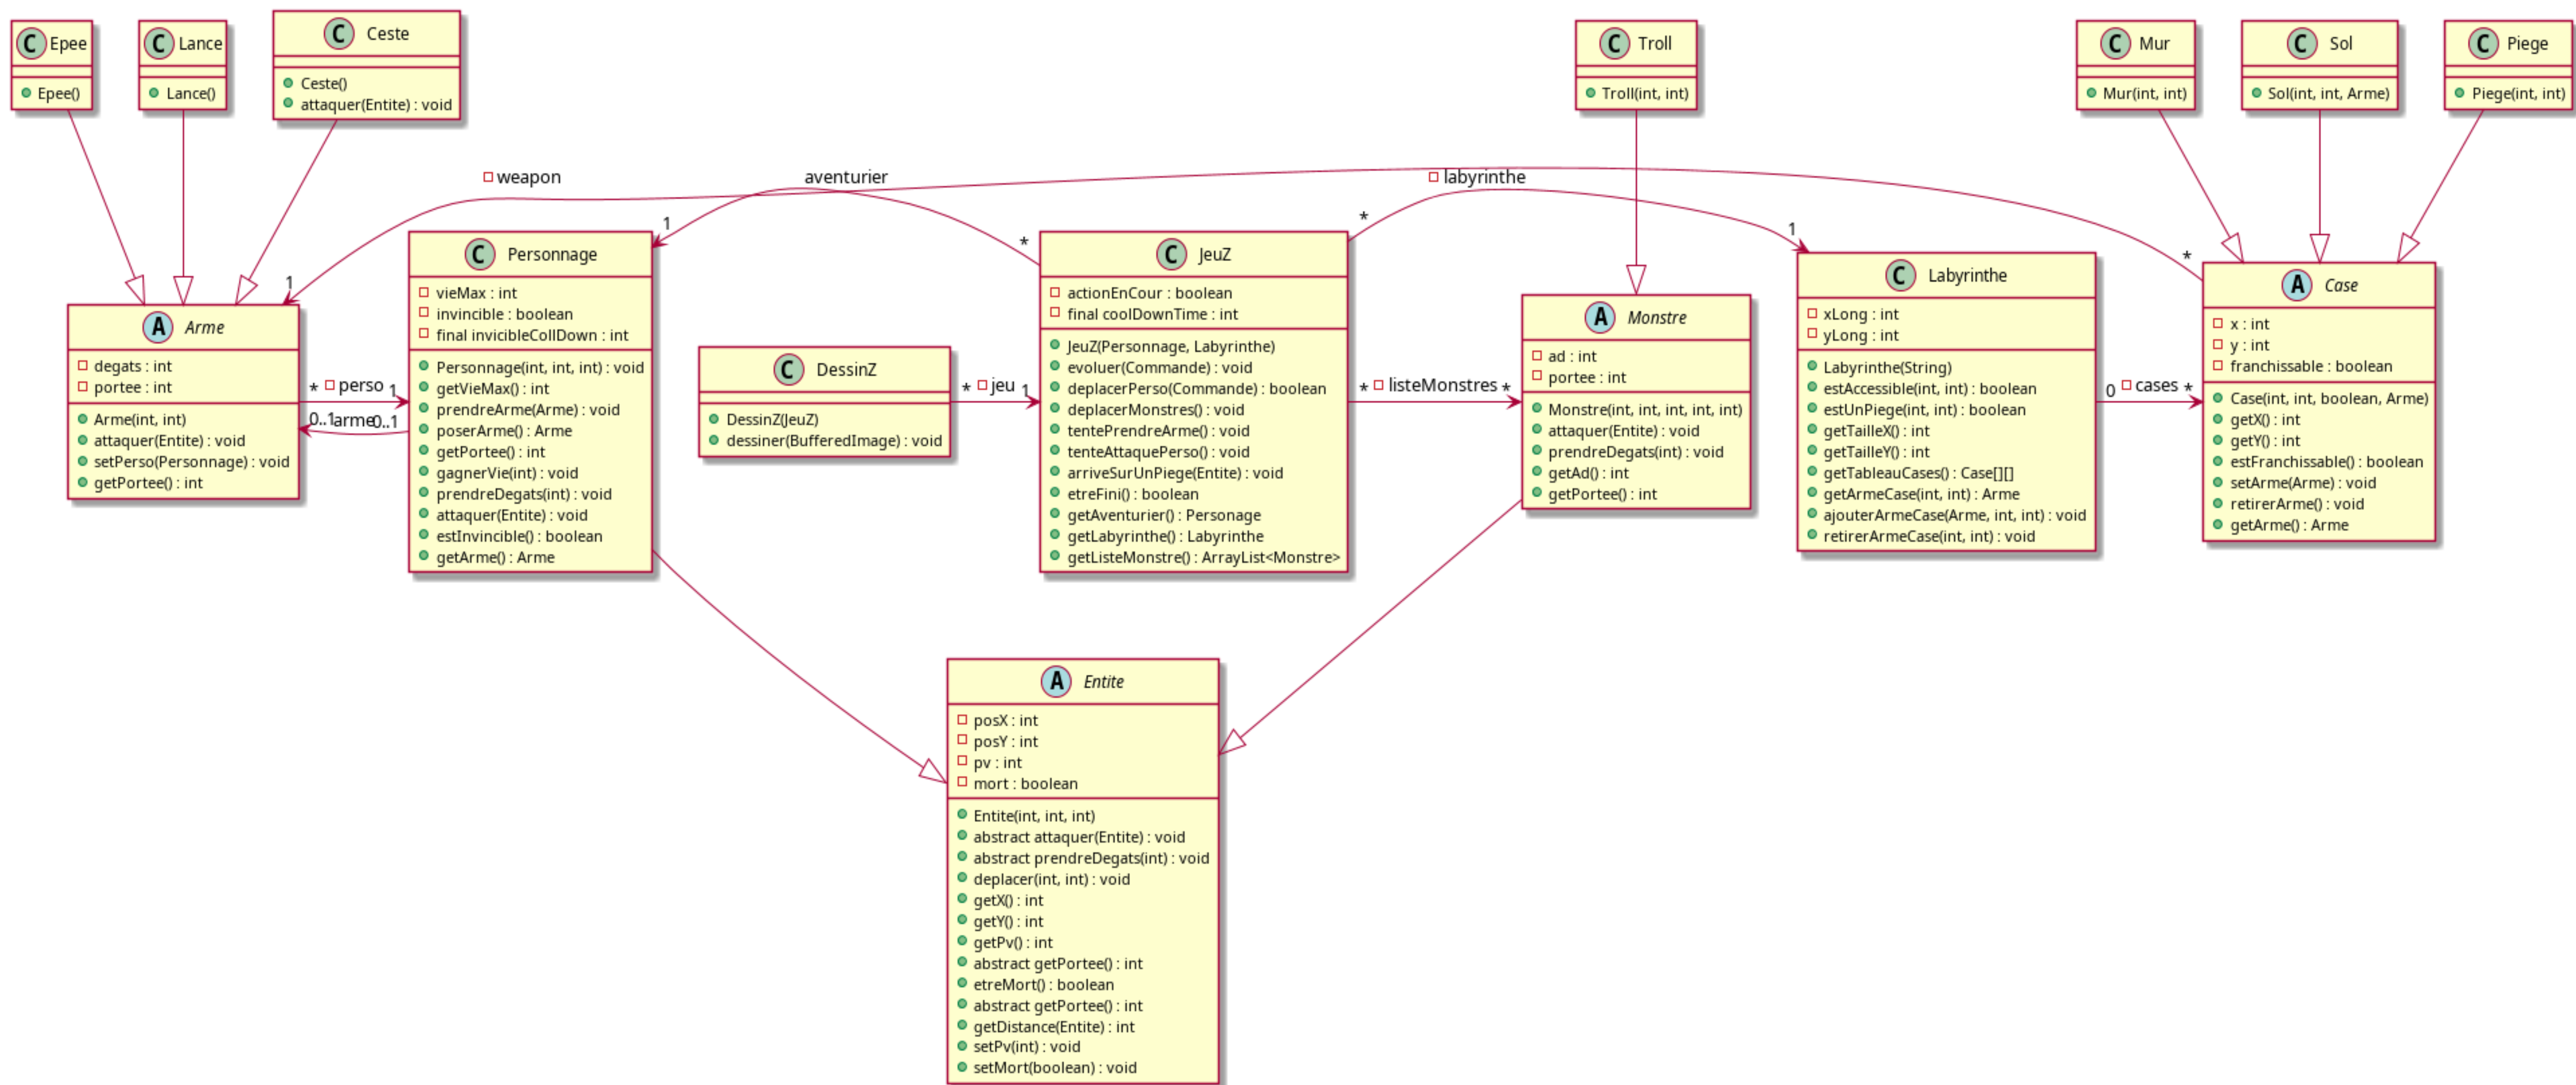 C Epee
Epee()
C Lance
Lance()
C Ceste
Ceste()
attaquer(Entite) : void
C Troll
Troll(int, int)
C Mur
Mur(int, int)
C Sol
Sol(int, int, Arme)
C Piege
Piege(int, int)
weapon
aventurier
labyrinthe
1
*
*
1
*
1
A Arme
degats : int
portee : int
Arme(int, int)
attaquer(Entite) : void
setPerso(Personnage) : void
getPortee() : int
* perso 1
0..1 arme 0..1
C Personnage
vieMax : int
invincible : boolean
final invicibleCollDown : int
Personnage(int, int, int) : void
getVieMax() : int
prendreArme(Arme) : void
poserArme() : Arme
getPortee() : int
gagnerVie(int) : void
prendreDegats(int) : void
attaquer(Entite) : void
estInvincible() : boolean
getArme() : Arme
C DessinZ
DessinZ(JeuZ)
dessiner(BufferedImage) : void
* jeu 1
C JeuZ
actionEnCour : boolean
final coolDownTime : int
JeuZ(Personnage, Labyrinthe)
evoluer(Commande) : void
deplacerPerso(Commande) : boolean
deplacerMonstres() : void
tentePrendreArme() : void
tenteAttaquePerso() : void
arriveSurUnPiege(Entite) : void
etreFini() : boolean
getAventurier() : Personage
getLabyrinthe() : Labyrinthe
getListeMonstre() : ArrayList<Monstre>
* listeMonstres *
A Monstre
ad : int
portee : int
Monstre(int, int, int, int, int)
attaquer(Entite) : void
prendreDegats(int) : void
getAd() : int
getPortee() : int
C Labyrinthe
xLong : int
yLong : int
Labyrinthe(String)
estAccessible(int, int) : boolean
estUnPiege(int, int) : boolean
getTailleX() : int
getTailleY() : int
getTableauCases() : Case[][]
getArmeCase(int, int) : Arme
ajouterArmeCase(Arme, int, int) : void
retirerArmeCase(int, int) : void
0 cases *
A Case
x : int
y : int
franchissable : boolean
Case(int, int, boolean, Arme)
getX() : int
getY() : int
estFranchissable() : boolean
setArme(Arme) : void
retirerArme() : void
getArme() : Arme
A Entite
posX : int
posY : int
pv : int
mort : boolean
Entite(int, int, int)
abstract attaquer(Entite) : void
abstract prendreDegats(int) : void
deplacer(int, int) : void
getX() : int
getY() : int
getPv() : int
abstract getPortee() : int
etreMort() : boolean
abstract getPortee() : int
getDistance(Entite) : int
setPv(int) : void
setMort(boolean) : void